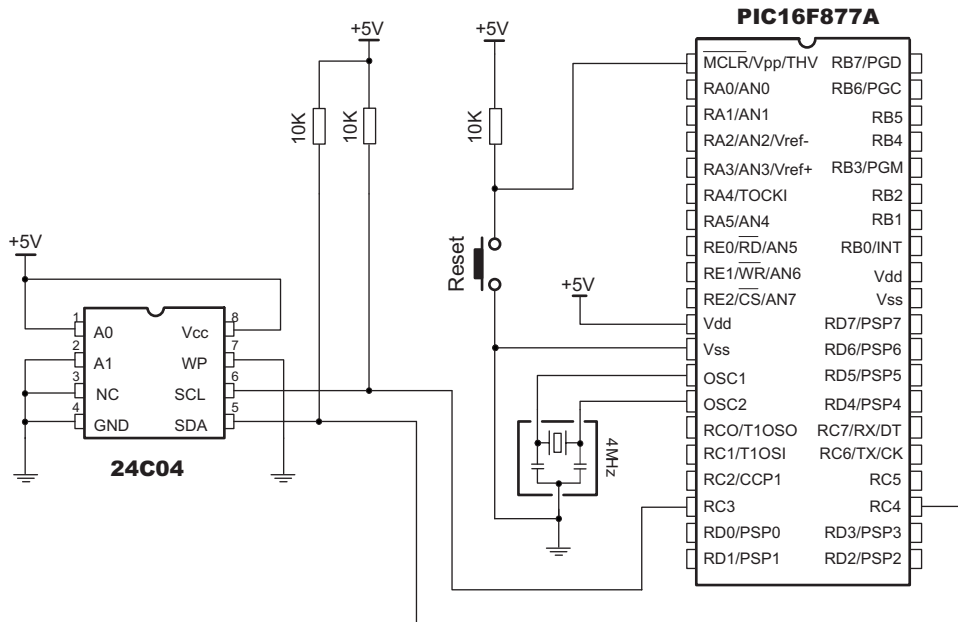 PIC16F877A
+5V
+5V
MCLR/Vpp/THV RB7/PGD
RA0/AN0 RB6/PGC
RA1/AN1 RB5
RA2/AN2/Vref- RB4
RA3/AN3/Vref+ RB3/PGM
RA4/TOCKI RB2
RA5/AN4 RB1
RE0/RD/AN5 RB0/INT
RE1/WR/AN6 Vdd
RE2/CS/AN7 Vss
Vdd RD7/PSP7
Vss RD6/PSP6
OSC1 RD5/PSP5
OSC2 RD4/PSP4
RCO/T1OSO RC7/RX/DT
RC1/T1OSI RC6/TX/CK
RC2/CCP1 RC5
RC3 RC4
RD0/PSP0 RD3/PSP3
RD1/PSP1 RD2/PSP2
10K
10K
10K
Reset
+5V
+5V
4MHz
1 A0 Vcc 8
2 A1 WP 7
3 NC SCL 6
4 GND SDA 5
24C04